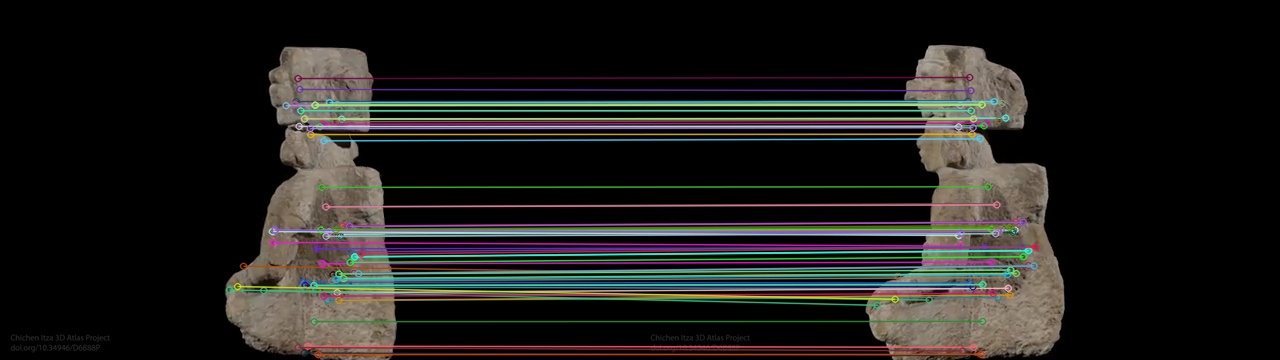 Chichen Itza 3D Atlas Project
doi.org/10.34946/D6888P
Chichen Itza 3D Atlas Project